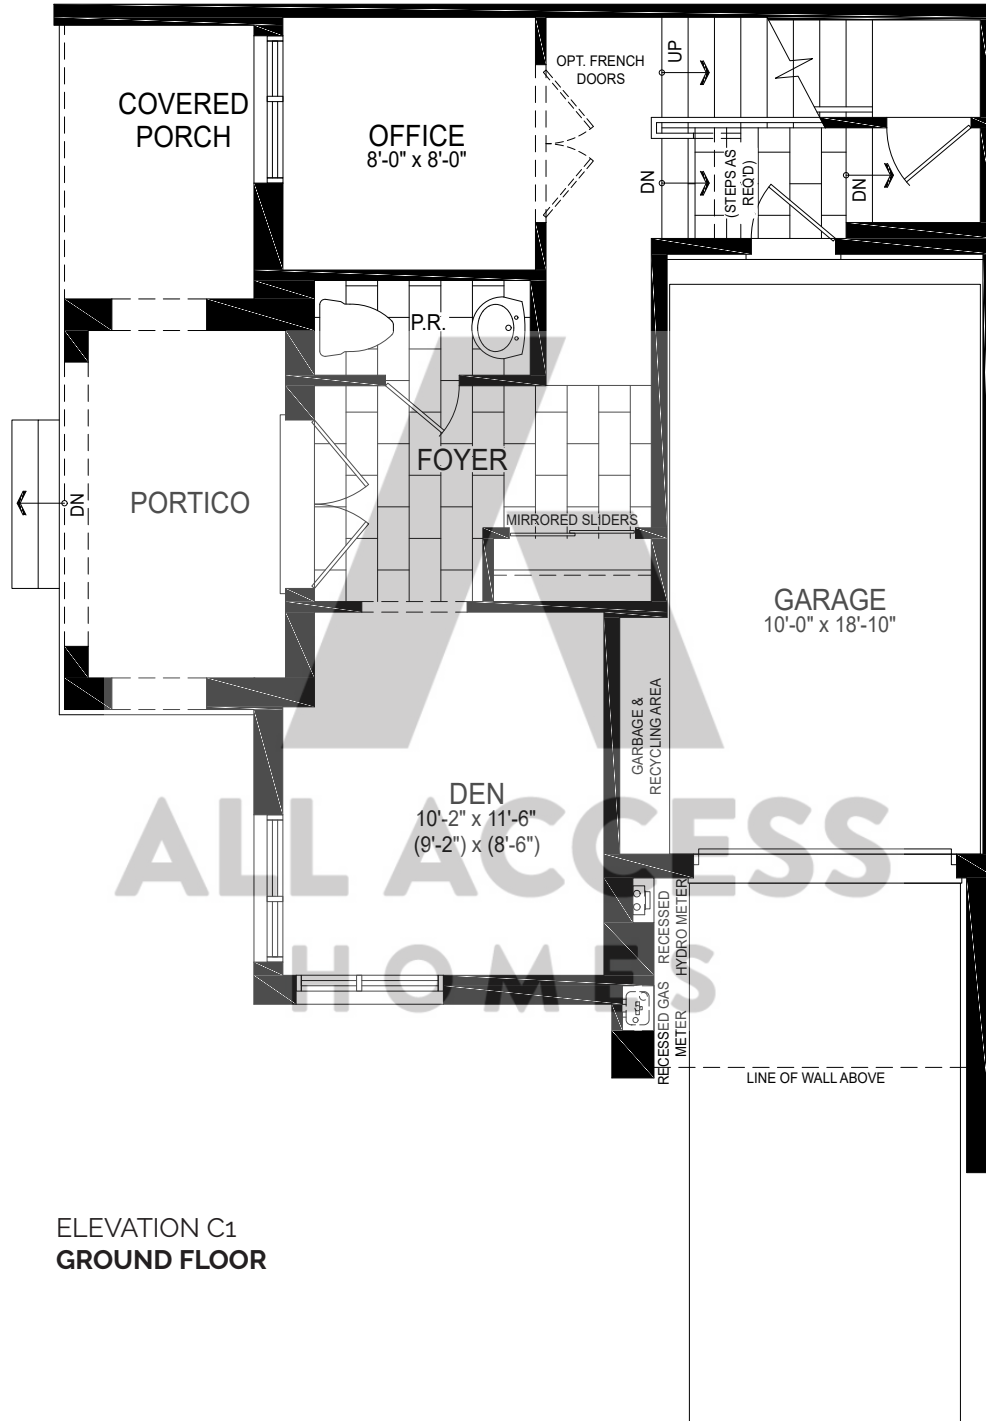 COVERED
PORCH
OFFICE
8'-0" x 8'-0"
OPT. FRENCH
DOORS
UP
DN
(STEPS AS
REQ'D)
DN
P.R.
FOYER
PORTICO
DN
MIRRORED SLIDERS
GARAGE
10'-0" x 18'-10"
GARBAGE &
RECYCLING AREA
DEN
10'-2" x 11'-6"
(9'-2") x (8'-6")
ALL ACCESS
HOMES
RECESSED
HYDRO METER
RECESSED GAS
METER
LINE OF WALL ABOVE
ELEVATION C1
GROUND FLOOR